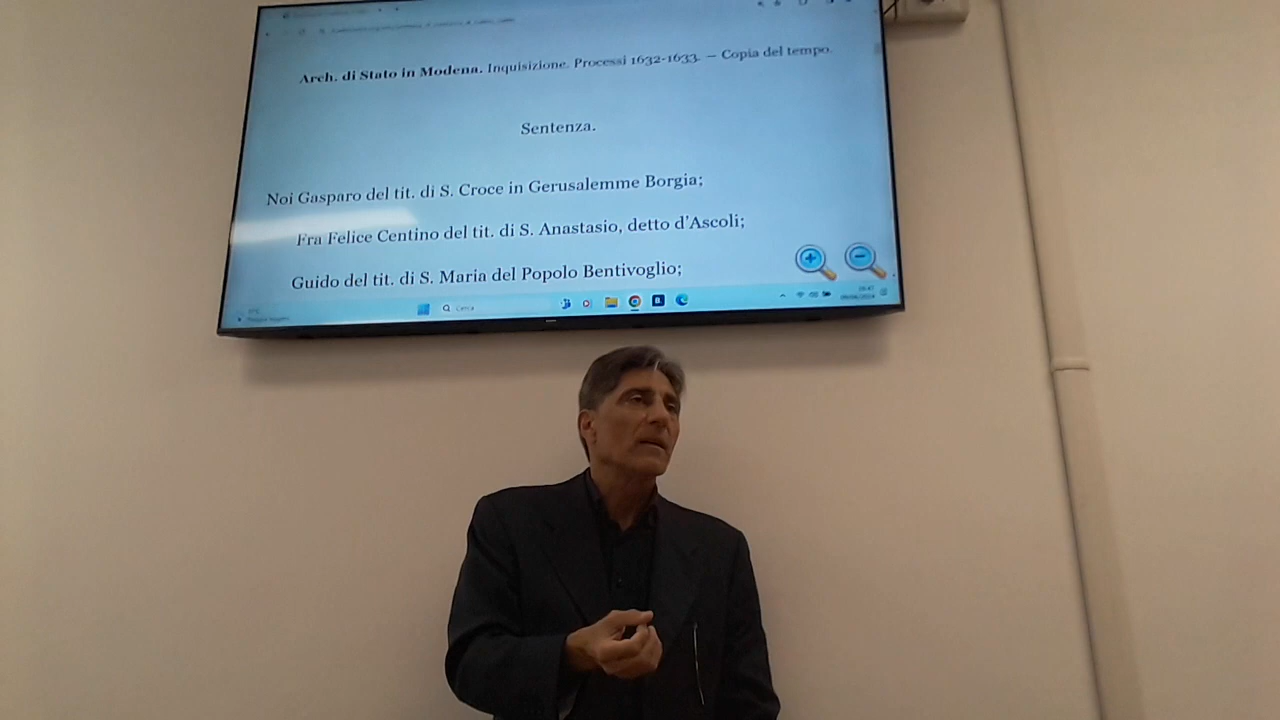 Arch. di Stato in Modena. Inquisizione. Processi 1632-1633. — Copia del tempo.
Sentenza.
Noi Gasparo del tit. di S. Croce in Gerusalemme Borgia;
Fra Felice Centino del tit. di S. Anastasio, detto d'Ascoli;
Guido del tit. di S. Maria del Popolo Bentivoglio;
Cerca